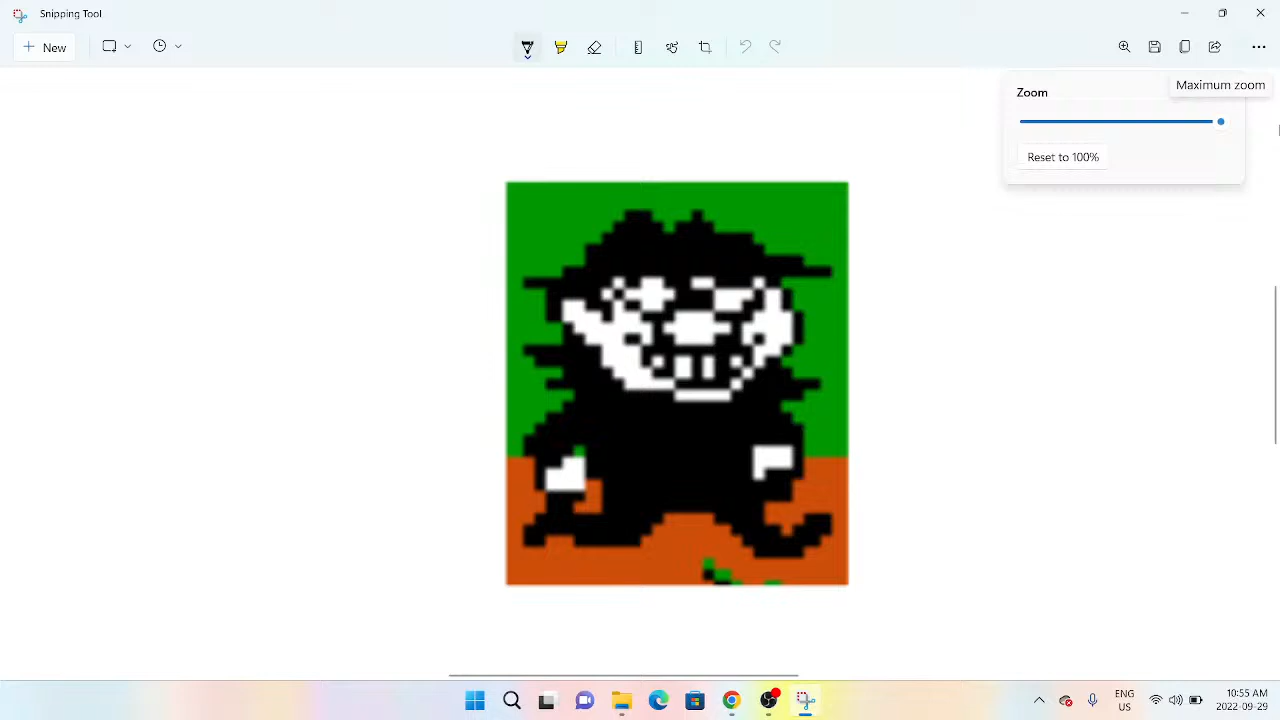 Snipping Tool
New
Zoom
Maximum zoom
Reset to 100%
ENG
US
10:55 AM
2022-09-29